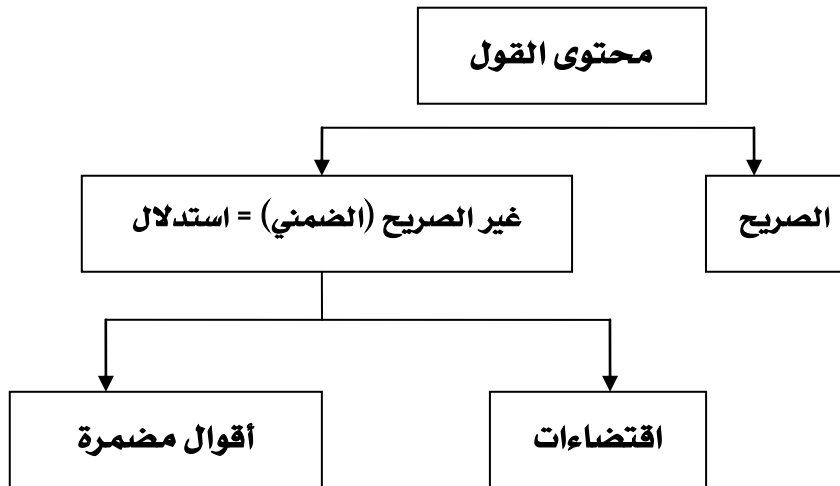 محتوى القول
الصريح
غير الصريح (الضمني) = استدلال
اقتضاءات
أقوال مضمرة